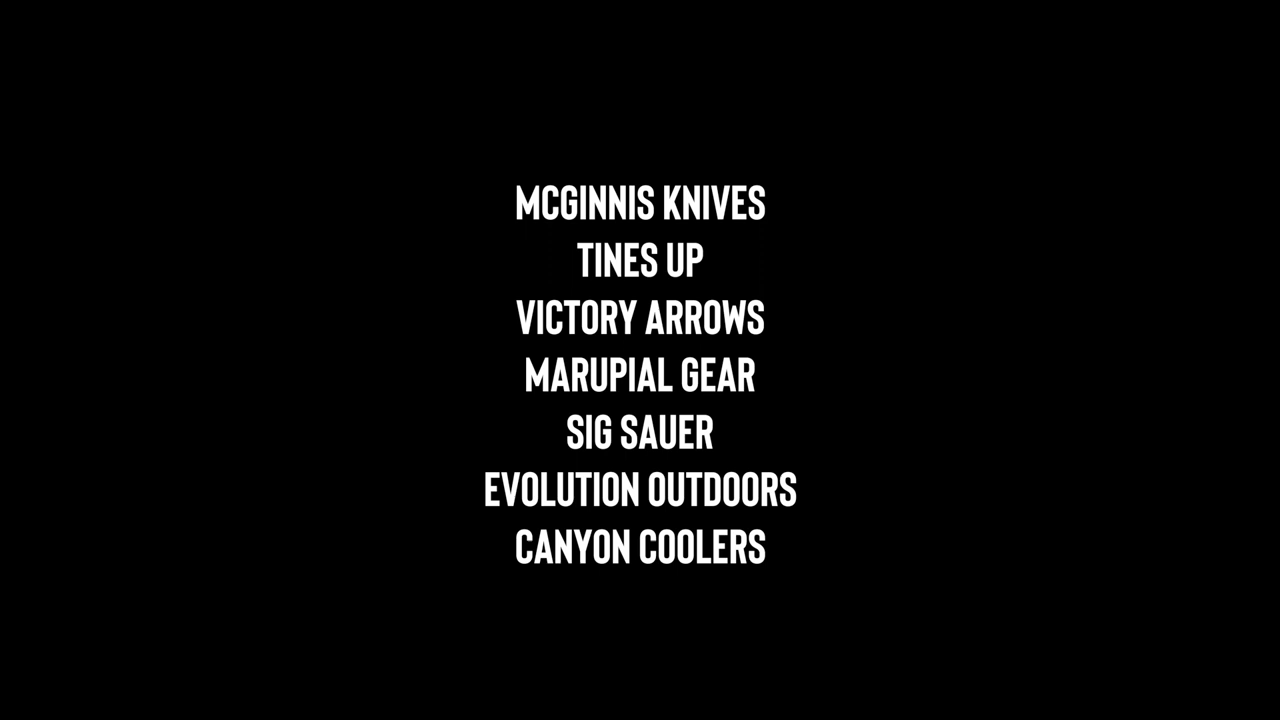 MCGINNIS KNIVES
TINES UP
VICTORY ARROWS
MARUPIAL GEAR
SIG SAUER
EVOLUTION OUTDOORS
CANYON COOLERS